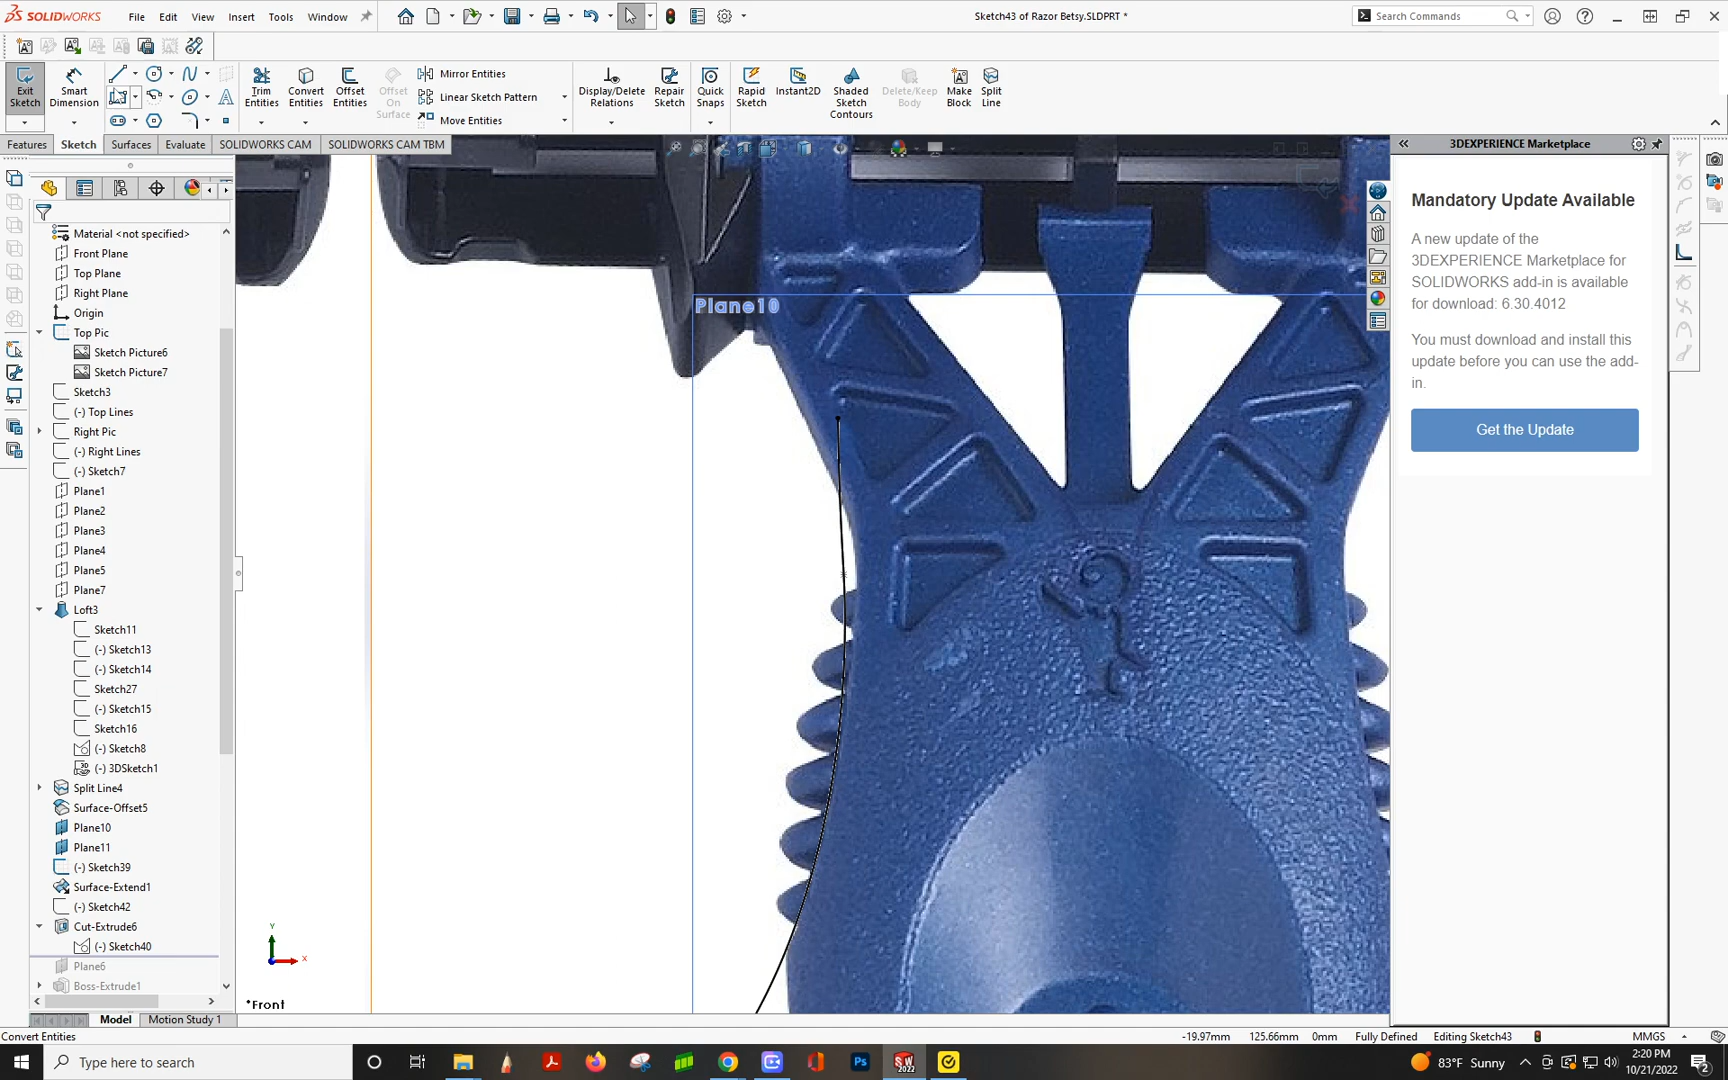 SOLIDWORKS File Edit View Insert Tools Window
Sketch43 of Razor Betsy.SLDPRT *
Search Commands
Exit Sketch
Smart Dimension
Trim Entities
Convert Entities
Offset Entities
Offset On Surface
Mirror Entities
Linear Sketch Pattern
Move Entities
Display/Delete Relations
Repair Sketch
Quick Snaps
Rapid Sketch
Instant2D
Shaded Sketch Contours
Delete/Keep Body
Make Block
Split Line
Features Sketch Surfaces Evaluate SOLIDWORKS CAM SOLIDWORKS CAM TBM
Material <not specified>
Front Plane
Top Plane
Right Plane
Origin
Top Pic
Sketch Picture6
Sketch Picture7
Sketch3
(-) Top Lines
Right Pic
(-) Right Lines
(-) Sketch7
Plane1
Plane2
Plane3
Plane4
Plane5
Plane7
Loft3
Sketch11
(-) Sketch13
(-) Sketch14
Sketch27
(-) Sketch15
Sketch16
(-) Sketch8
(-) 3DSketch1
Split Line4
Surface-Offset5
Plane10
Plane11
(-) Sketch39
Surface-Extend1
(-) Sketch42
Cut-Extrude6
(-) Sketch40
Plane6
Boss-Extrude1
Plane10
Y
X
*Front
3DEXPERIENCE Marketplace
Mandatory Update Available
A new update of the
3DEXPERIENCE Marketplace for
SOLIDWORKS add-in is available
for download: 6.30.4012
You must download and install this
update before you can use the add-
in.
Get the Update
Model Motion Study 1
Convert Entities
-19.97mm 125.66mm 0mm Fully Defined Editing Sketch43 MMGS
Type here to search
Ps
SW
2022
83°F Sunny
2:20 PM
10/21/2022
2